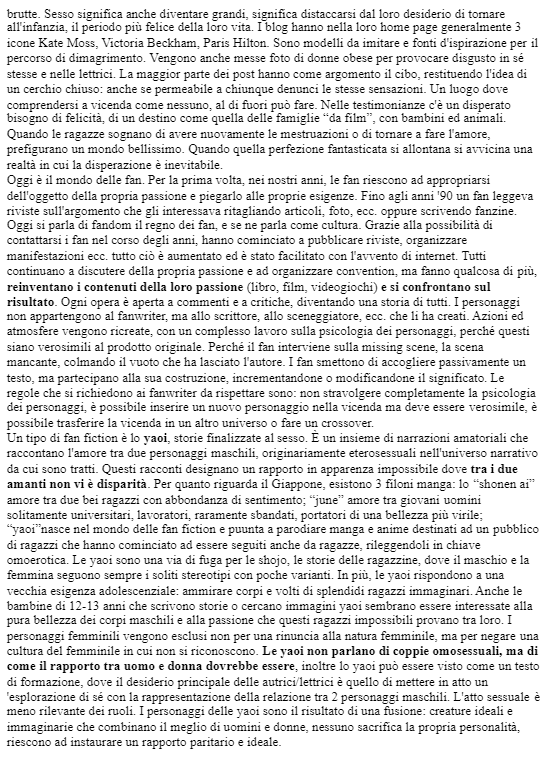 brutte. Sesso significa anche diventare grandi, significa distaccarsi dal loro desiderio di tornare
all'infanzia, il periodo più felice della loro vita. I blog hanno nella loro home page generalmente 3
icone Kate Moss, Victoria Beckham, Paris Hilton. Sono modelli da imitare e fonti d'ispirazione per il
percorso di dimagrimento. Vengono anche messe foto di donne obese per provocare disgusto in sé
stesse e nelle lettrici. La maggior parte dei post hanno come argomento il cibo, restituendo l'idea di
un cerchio chiuso: anche se permeabile a chiunque denunci le stesse sensazioni. Un luogo dove
comprendersi a vicenda come nessuno, al di fuori può fare. Nelle testimonianze c'è un disperato
bisogno di felicità, di un destino come quella delle famiglie “da film”, con bambini ed animali.
Quando le ragazze sognano di avere nuovamente le mestruazioni o di tornare a fare l'amore,
prefigurano un mondo bellissimo. Quando quella perfezione fantasticata si allontana si avvicina una
realtà in cui la disperazione è inevitabile.
Oggi è il mondo delle fan. Per la prima volta, nei nostri anni, le fan riescono ad appropriarsi
dell'oggetto della propria passione e piegarlo alle proprie esigenze. Fino agli anni '90 un fan leggeva
riviste sull'argomento che gli interessava ritagliando articoli, foto, ecc. oppure scrivendo fanzine.
Oggi si parla di fandom il regno dei fan, e se ne parla come cultura. Grazie alla possibilità di
contattarsi i fan nel corso degli anni, hanno cominciato a pubblicare riviste, organizzare
manifestazioni ecc. tutto ciò è aumentato ed è stato facilitato con l'avvento di internet. Tutti
continuano a discutere della propria passione e ad organizzare convention, ma fanno qualcosa di più,
reinventano i contenuti della loro passione (libro, film, videogiochi) e si confrontano sul
risultato. Ogni opera è aperta a commenti e a critiche, diventando una storia di tutti. I personaggi
non appartengono al fanwriter, ma allo scrittore, allo sceneggiatore, ecc. che li ha creati. Azioni ed
atmosfere vengono ricreate, con un complesso lavoro sulla psicologia dei personaggi, perché questi
siano verosimili al prodotto originale. Perché il fan interviene sulla missing scene, la scena
mancante, colmando il vuoto che ha lasciato l'autore. I fan smettono di accogliere passivamente un
testo, ma partecipano alla sua costruzione, incrementandone o modificandone il significato. Le
regole che si richiedono ai fanwriter da rispettare sono: non stravolgere completamente la psicologia
dei personaggi, è possibile inserire un nuovo personaggio nella vicenda ma deve essere verosimile, è
possibile trasferire la vicenda in un altro universo o fare un crossover.
Un tipo di fan fiction è lo yaoi, storie finalizzate al sesso. È un insieme di narrazioni amatoriali che
raccontano l'amore tra due personaggi maschili, originariamente eterosessuali nell'universo narrativo
da cui sono tratti. Questi racconti designano un rapporto in apparenza impossibile dove tra i due
amanti non vi è disparità. Per quanto riguarda il Giappone, esistono 3 filoni manga: lo “shonen ai”
amore tra due bei ragazzi con abbondanza di sentimento; “june” amore tra giovani uomini
solitamente universitari, lavoratori, raramente sbandati, portatori di una bellezza più virile;
“yaoi”nasce nel mondo delle fan fiction e puunta a parodiare manga e anime destinati ad un pubblico
di ragazzi che hanno cominciato ad essere seguiti anche da ragazze, rileggendoli in chiave
omoerotica. Le yaoi sono una via di fuga per le shojo, le storie delle ragazzine, dove il maschio e la
femmina seguono sempre i soliti stereotipi con poche varianti. In più, le yaoi rispondono a una
vecchia esigenza adolescenziale: ammirare corpi e volti di splendidi ragazzi immaginari. Anche le
bambine di 12-13 anni che scrivono storie o cercano immagini yaoi sembrano essere interessate alla
pura bellezza dei corpi maschili e alla passione che questi ragazzi impossibili provano tra loro. I
personaggi femminili vengono esclusi non per una rinuncia alla natura femminile, ma per negare una
cultura del femminile in cui non si riconoscono. Le yaoi non parlano di coppie omosessuali, ma di
come il rapporto tra uomo e donna dovrebbe essere, inoltre lo yaoi può essere visto come un testo
di formazione, dove il desiderio principale delle autrici/lettrici è quello di mettere in atto un
'esplorazione di sé con la rappresentazione della relazione tra 2 personaggi maschili. L'atto sessuale è
meno rilevante dei ruoli. I personaggi delle yaoi sono il risultato di una fusione: creature ideali e
immaginarie che combinano il meglio di uomini e donne, nessuno sacrifica la propria personalità,
riescono ad instaurare un rapporto paritario e ideale.